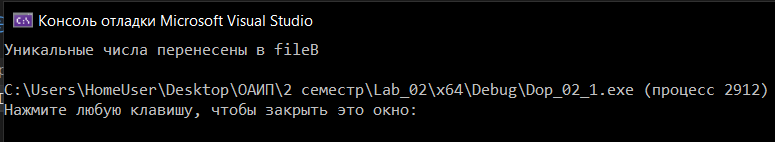 Консоль отладки Microsoft Visual Studio
Уникальные числа перенесены в fileB
C:\Users\HomeUser\Desktop\ОАИП\2 семестр\Lab_02\x64\Debug\Dop_02_1.exe (процесс 2912)
Нажмите любую клавишу, чтобы закрыть это окно: